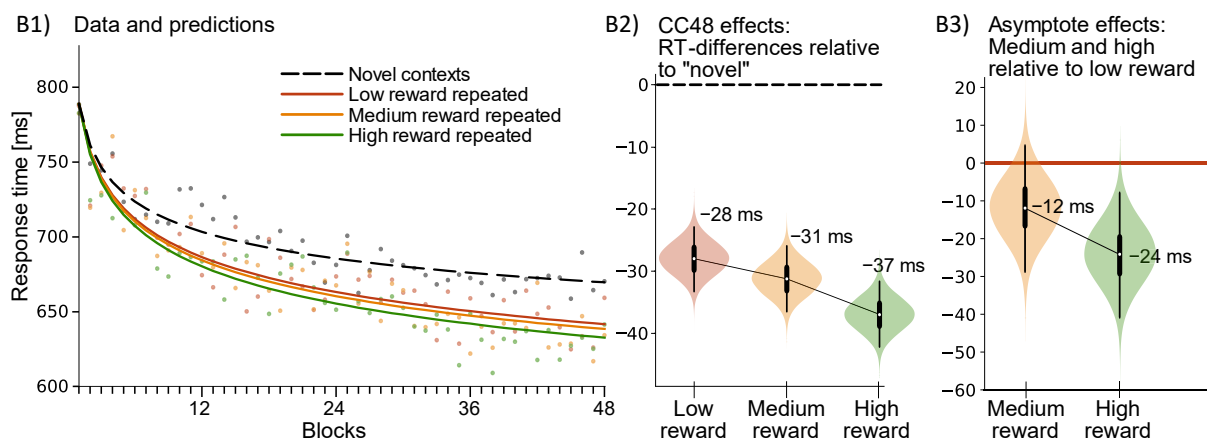 B1) Data and predictions
Response time [ms]
800
750
700
650
600
Novel contexts
Low reward repeated
Medium reward repeated
High reward repeated
12
24
36
48
Blocks
B2) CC48 effects:
RT-differences relative
to "novel"
0
−10
−20
−30
−40
−28 ms
−31 ms
−37 ms
Low
reward
Medium
reward
High
reward
B3) Asymptote effects:
Medium and high
relative to low reward
20
10
0
−10
−20
−30
−40
−50
−60
−12 ms
−24 ms
Medium
reward
High
reward